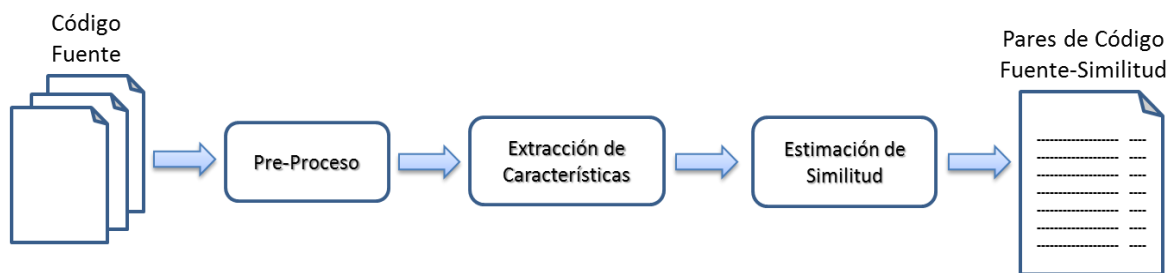 Código
Fuente
Pre-Proceso
Extracción de
Características
Estimación de
Similitud
Pares de Código
Fuente-Similitud